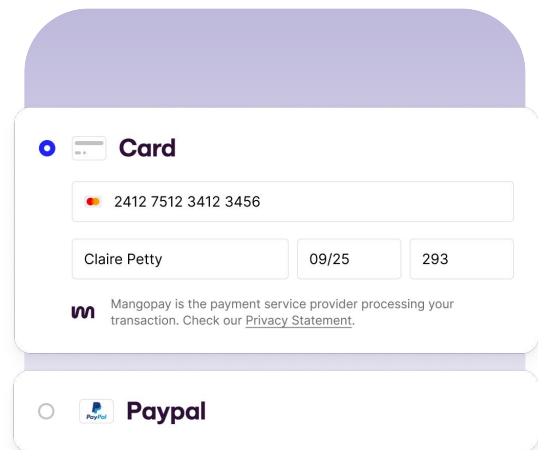 Card
2412 7512 3412 3456
Claire Petty 09/25 293
Mangopay is the payment service provider processing your
transaction. Check our Privacy Statement.
PayPal Paypal